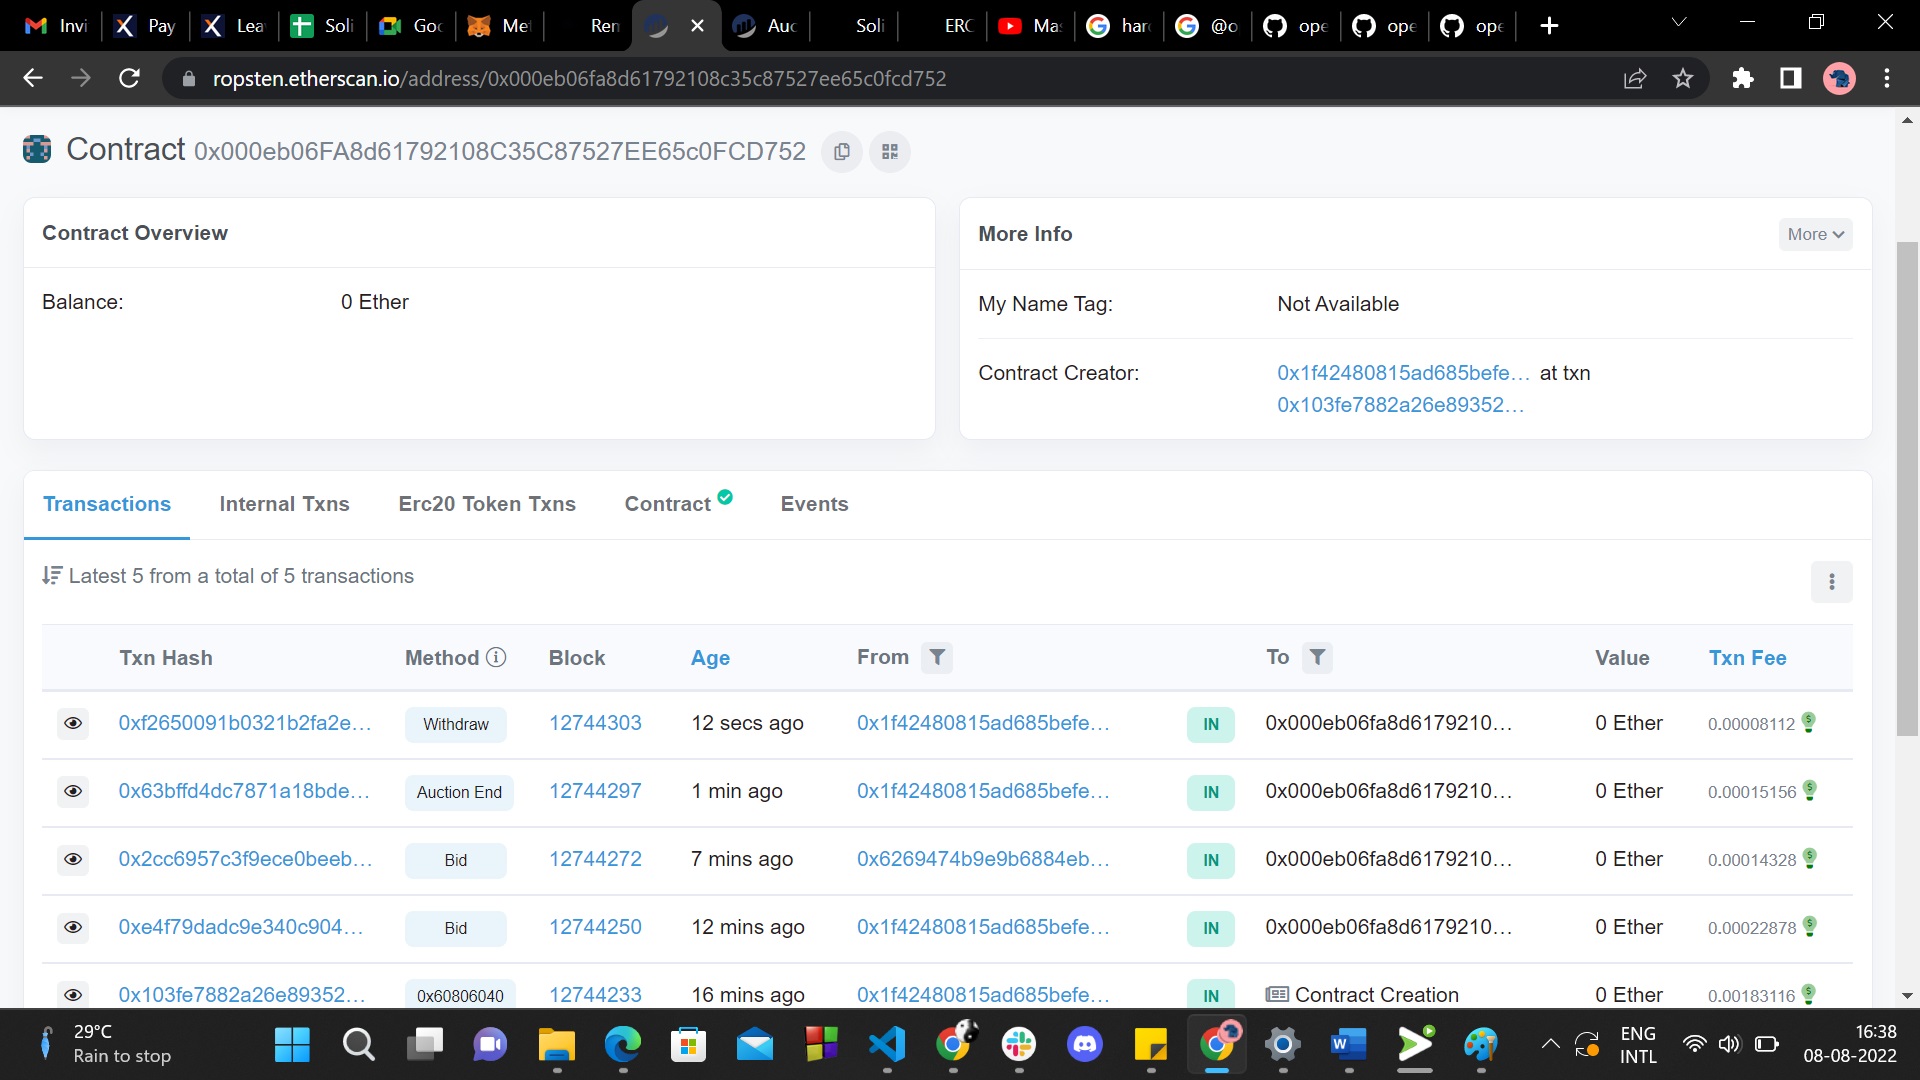 Invi
Pay
Lea
Soli
Goo
Me
Ren
Auc
Soli
ERC
Ma
har
@o
ope
ope
ope
ropsten.etherscan.io/address/0x000eb06fa8d61792108c35c87527ee65c0fcd752
Contract 0x000eb06FA8d61792108C35C87527EE65c0FCD752
Contract Overview
Balance: 0 Ether
More Info
More
My Name Tag: Not Available
Contract Creator: 0x1f42480815ad685befe... at txn
0x103fe7882a26e89352...
Transactions Internal Txns Erc20 Token Txns Contract Events
Latest 5 from a total of 5 transactions
Txn Hash Method Block Age From To Value Txn Fee
0xf2650091b0321b2fa2e... Withdraw 12744303 12 secs ago 0x1f42480815ad685befe... IN 0x000eb06fa8d6179210... 0 Ether 0.00008112
0x63bffd4dc7871a18bde... Auction End 12744297 1 min ago 0x1f42480815ad685befe... IN 0x000eb06fa8d6179210... 0 Ether 0.00015156
0x2cc6957c3f9ece0beeb... Bid 12744272 7 mins ago 0x6269474b9e9b6884eb... IN 0x000eb06fa8d6179210... 0 Ether 0.00014328
0xe4f79dadc9e340c904... Bid 12744250 12 mins ago 0x1f42480815ad685befe... IN 0x000eb06fa8d6179210... 0 Ether 0.00022878
0x103fe7882a26e89352... 0x60806040 12744233 16 mins ago 0x1f42480815ad685befe... IN Contract Creation 0 Ether 0.00183116
29°C
Rain to stop
ENG
INTL
16:38
08-08-2022